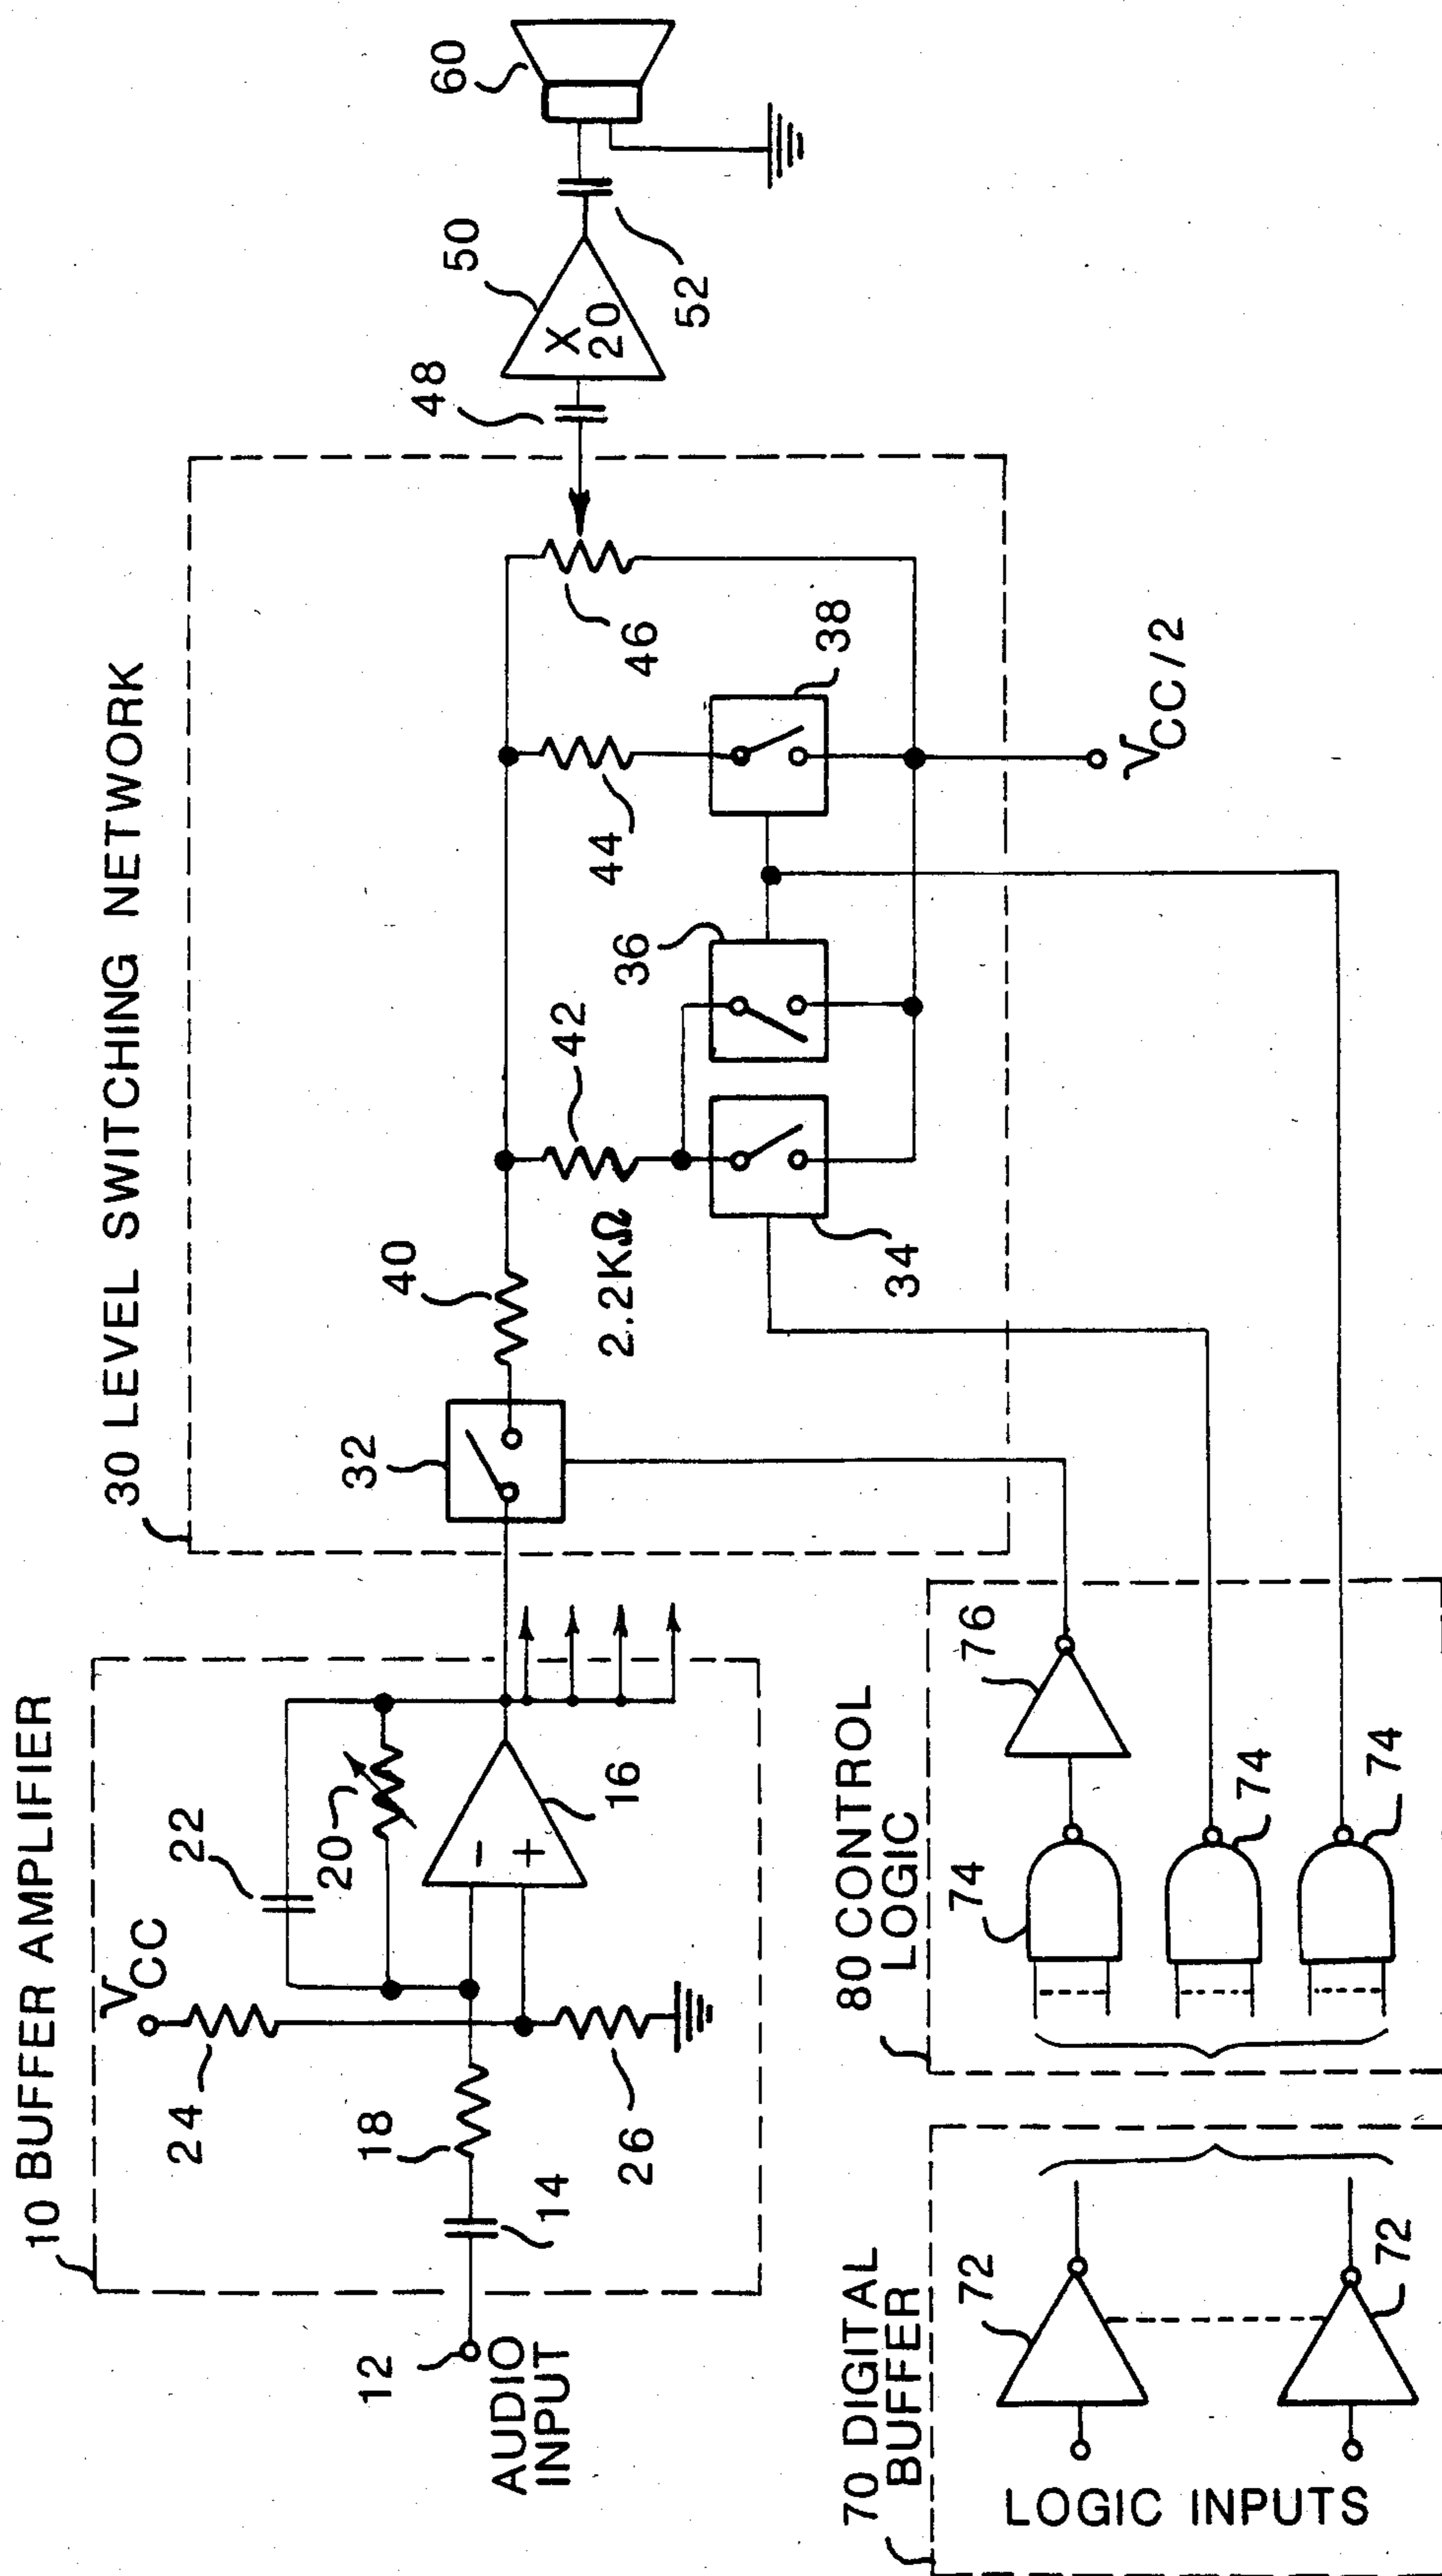 10 BUFFER AMPLIFIER
VCC
24
22
20
18
14
16
26
12
AUDIO
INPUT
30 LEVEL SWITCHING NETWORK
32
40
42
2.2KΩ
34
36
44
38
46
VCC/2
48
50
X
20
52
60
70 DIGITAL
BUFFER
72
72
LOGIC INPUTS
80 CONTROL
LOGIC
74
74
74
76
-
+